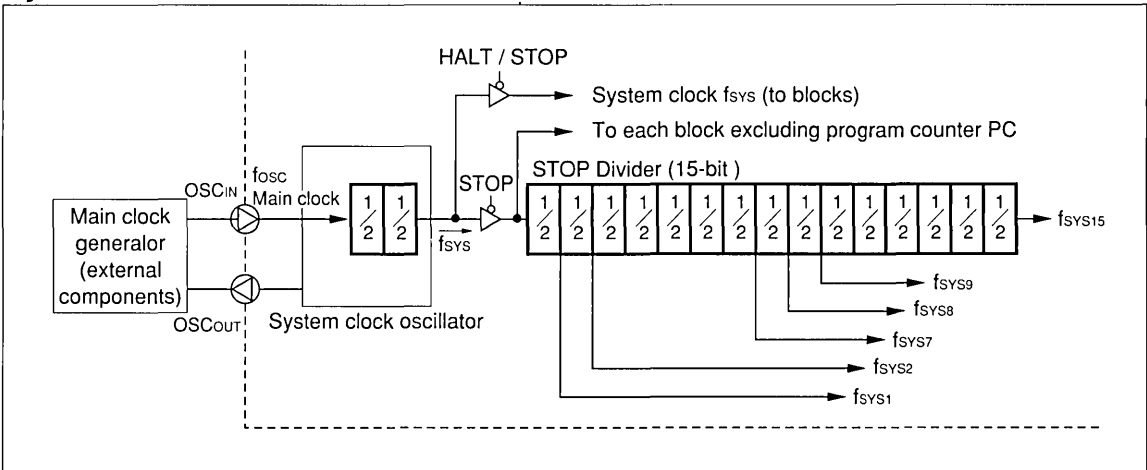 HALT / STOP
System clock fSYS (to blocks)
To each block excluding program counter PC
STOP Divider (15-bit )
STOP
OSCIN
fOSC
Main clock
1/2 1/2
fSYS
1/2 1/2 1/2 1/2 1/2 1/2 1/2 1/2 1/2 1/2 1/2 1/2 1/2 1/2 1/2
fSYS15
Main clock
generalor
(external
components)
OSCOUT
System clock oscillator
fSYS9
fSYS8
fSYS7
fSYS2
fSYS1